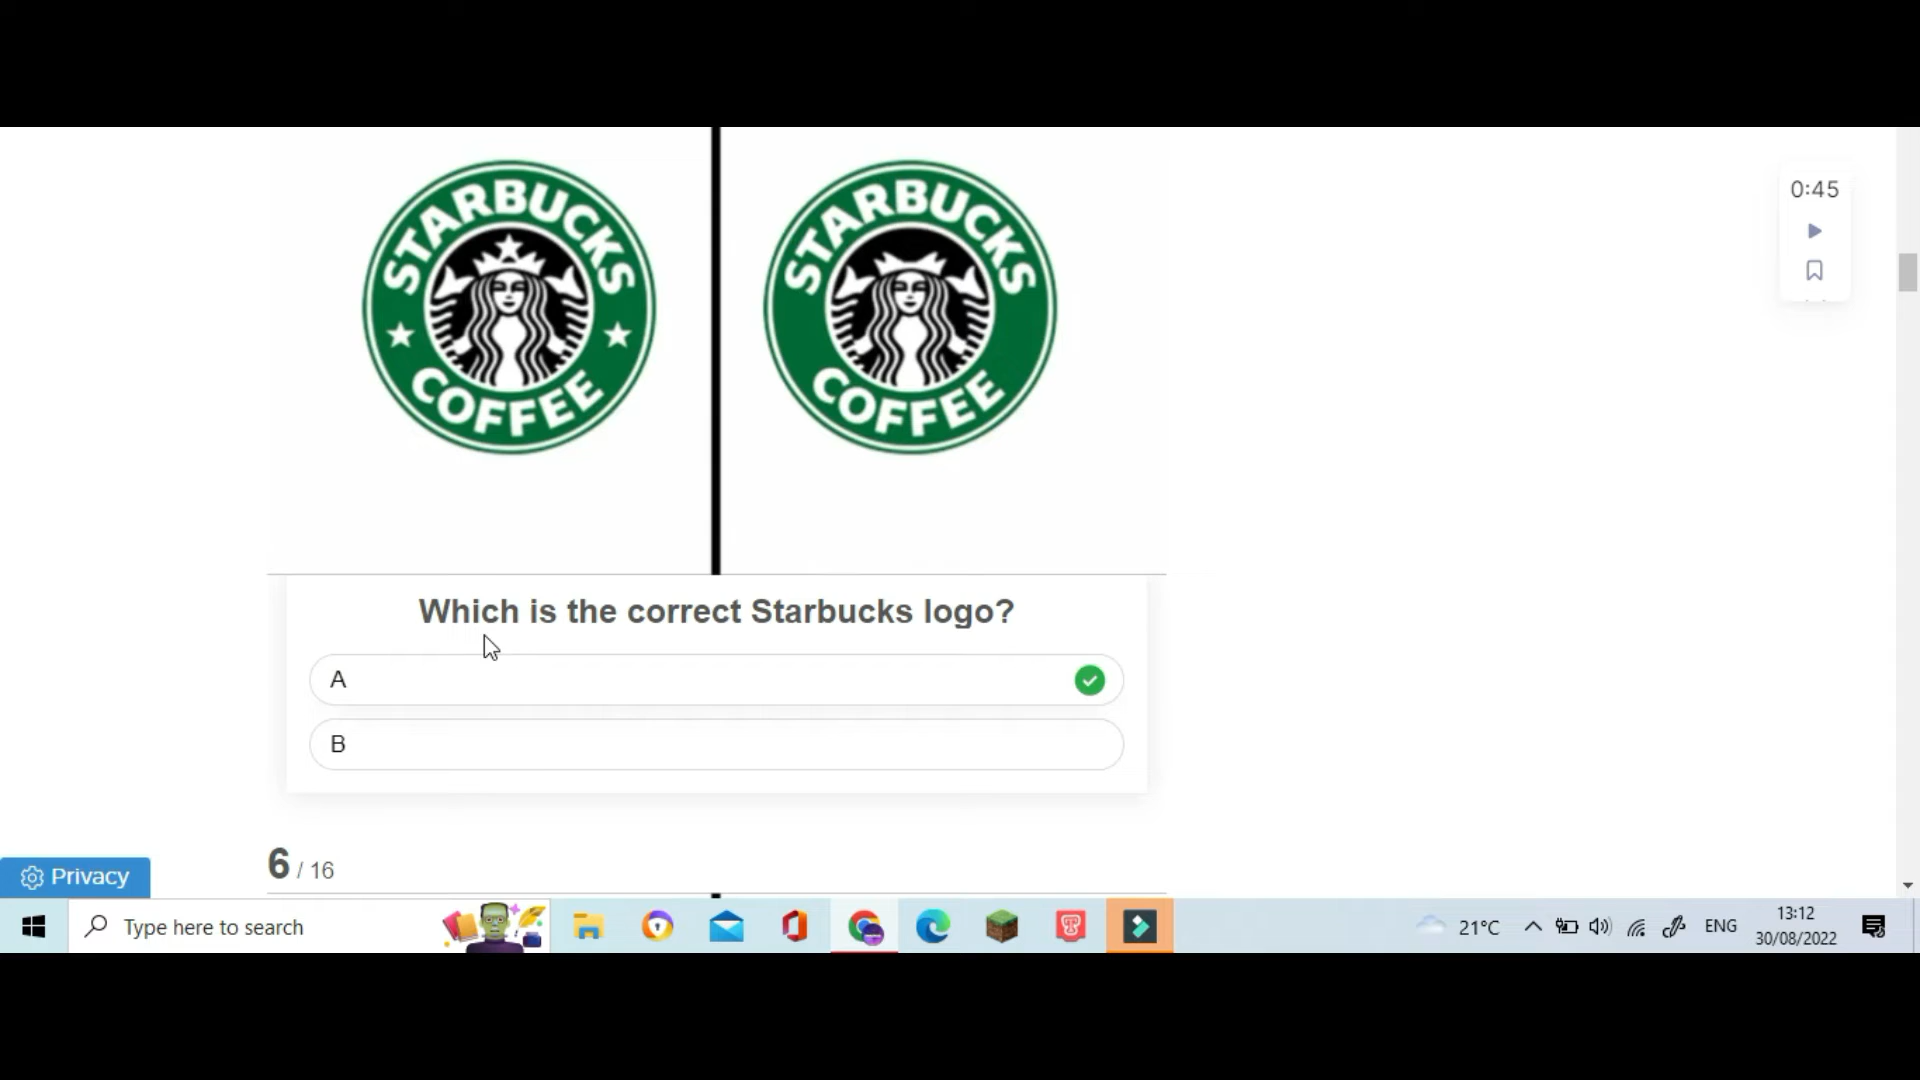 STARBUCKS
COFFEE
STARBUCKS
COFFEE
0:45
Which is the correct Starbucks logo?
A
B
6 / 16
Privacy
Type here to search
21°C
ENG
13:12
30/08/2022